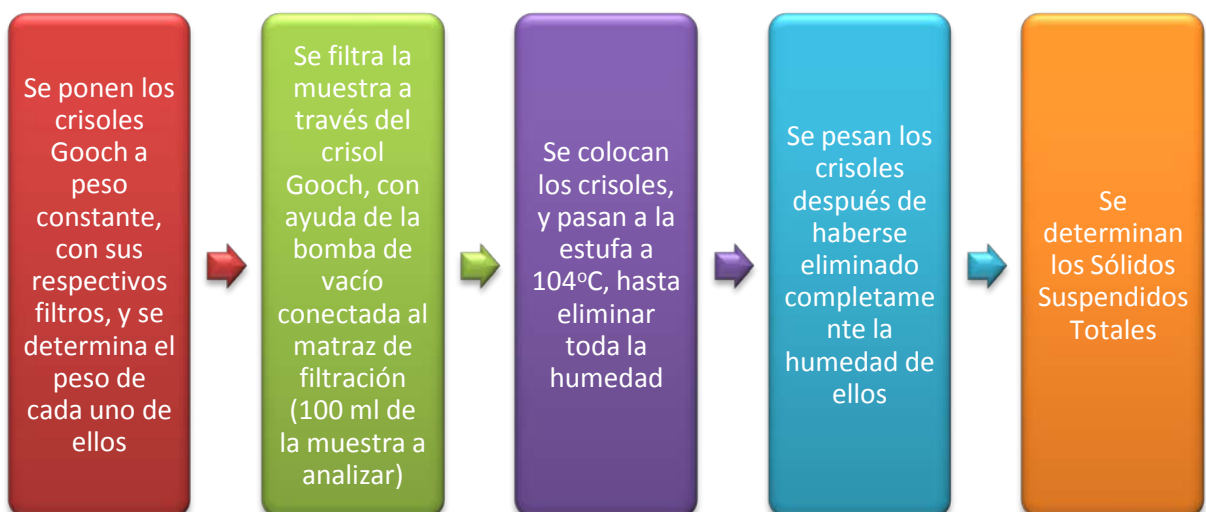 Se ponen los
crisoles
Gooch a
peso
constante,
con sus
respectivos
filtros, y se
determina el
peso de
cada uno de
ellos
Se filtra la
muestra a
través del
crisol
Gooch, con
ayuda de la
bomba de
vacío
conectada al
matraz de
filtración
(100 ml de
la muestra a
analizar)
Se colocan
los crisoles,
y pasan a la
estufa a
104ºC, hasta
eliminar
toda la
humedad
Se pesan los
crisoles
después de
haberse
eliminado
completame
nte la
humedad de
ellos
Se
determinan
los Sólidos
Suspendidos
Totales